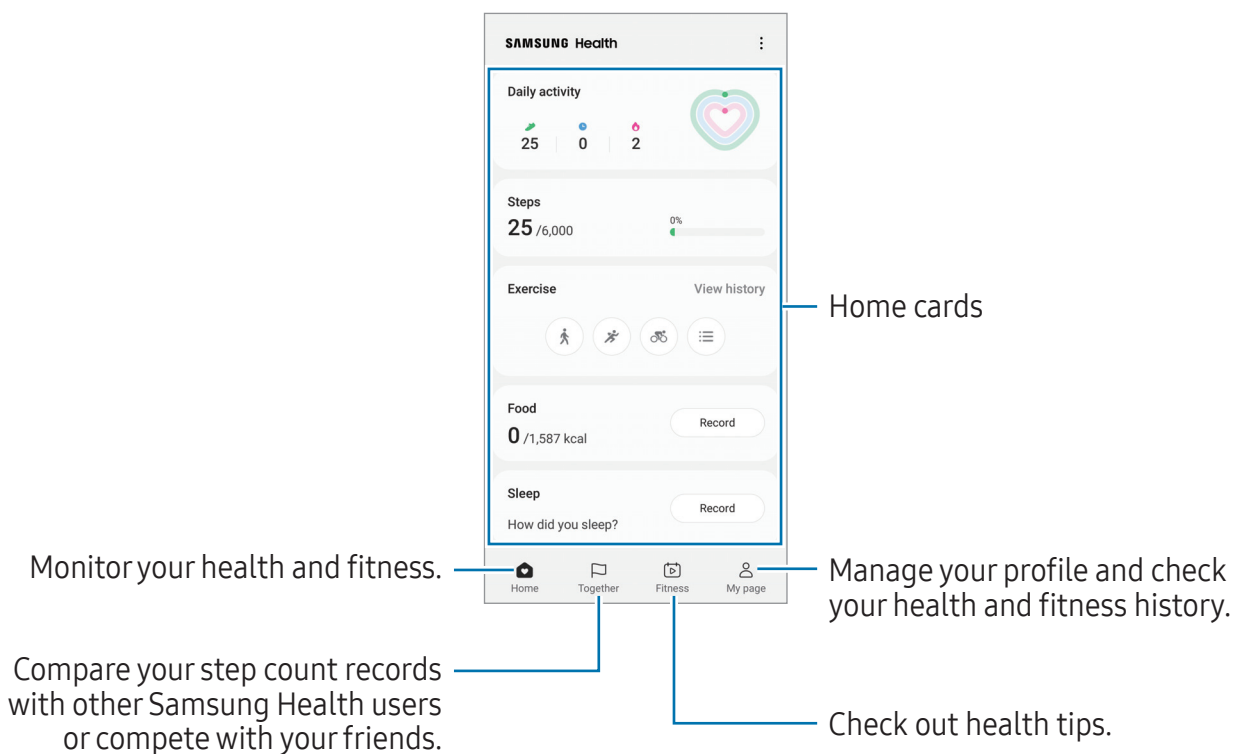 SAMSUNG Health
Daily activity
25 0 2
Steps
25 /6,000
0%
Exercise
View history
Home cards
Food
0 /1,587 kcal
Record
Sleep
How did you sleep?
Record
Monitor your health and fitness.
Home
Together
Fitness
My page
Manage your profile and check
your health and fitness history.
Compare your step count records
with other Samsung Health users
or compete with your friends.
Check out health tips.